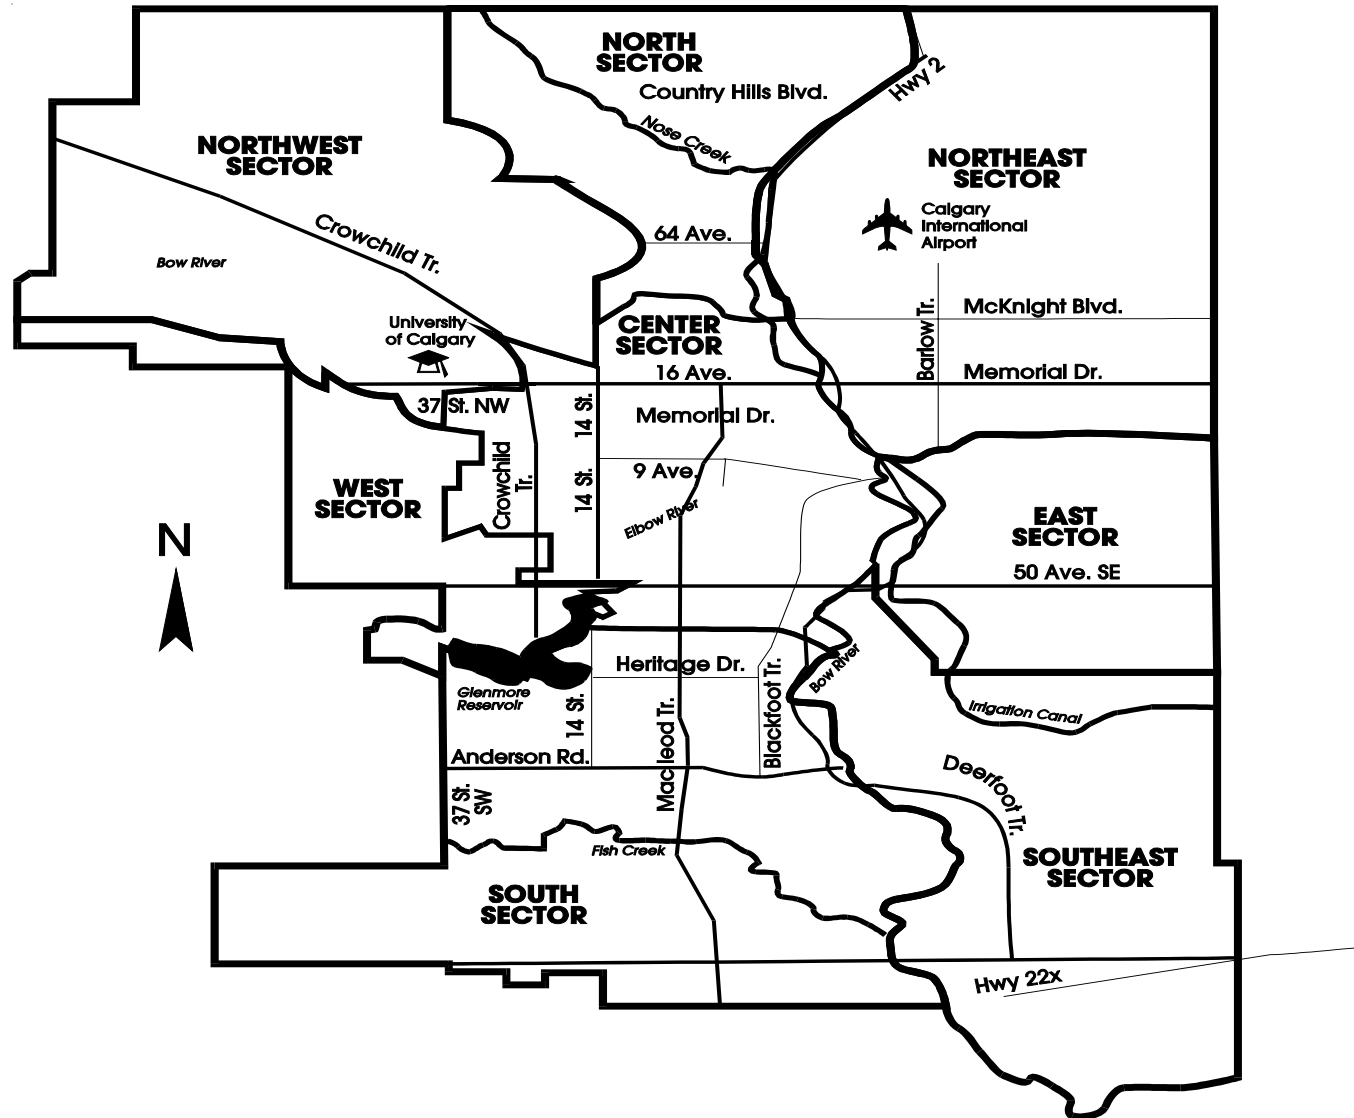 NORTH
SECTOR
Country Hills Blvd.
Hwy 2
Nose Creek
NORTHWEST
SECTOR
NORTHEAST
SECTOR
Calgary
International
Airport
Crowchild Tr.
64 Ave.
Bow River
Barlow Tr.
McKnight Blvd.
University
of Calgary
CENTER
SECTOR
16 Ave.
Memorial Dr.
37 St. NW
14 St.
Memorial Dr.
Crowchild
Tr.
14 St.
9 Ave.
WEST
SECTOR
Elbow River
EAST
SECTOR
N
50 Ave. SE
Heritage Dr.
Blackfoot Tr.
Bow River
Glenmore
Reservoir
14 St.
Macleod Tr.
Irrigation Canal
Anderson Rd.
Deerfoot Tr.
37 St.
SW
Fish Creek
SOUTHEAST
SECTOR
SOUTH
SECTOR
Hwy 22x